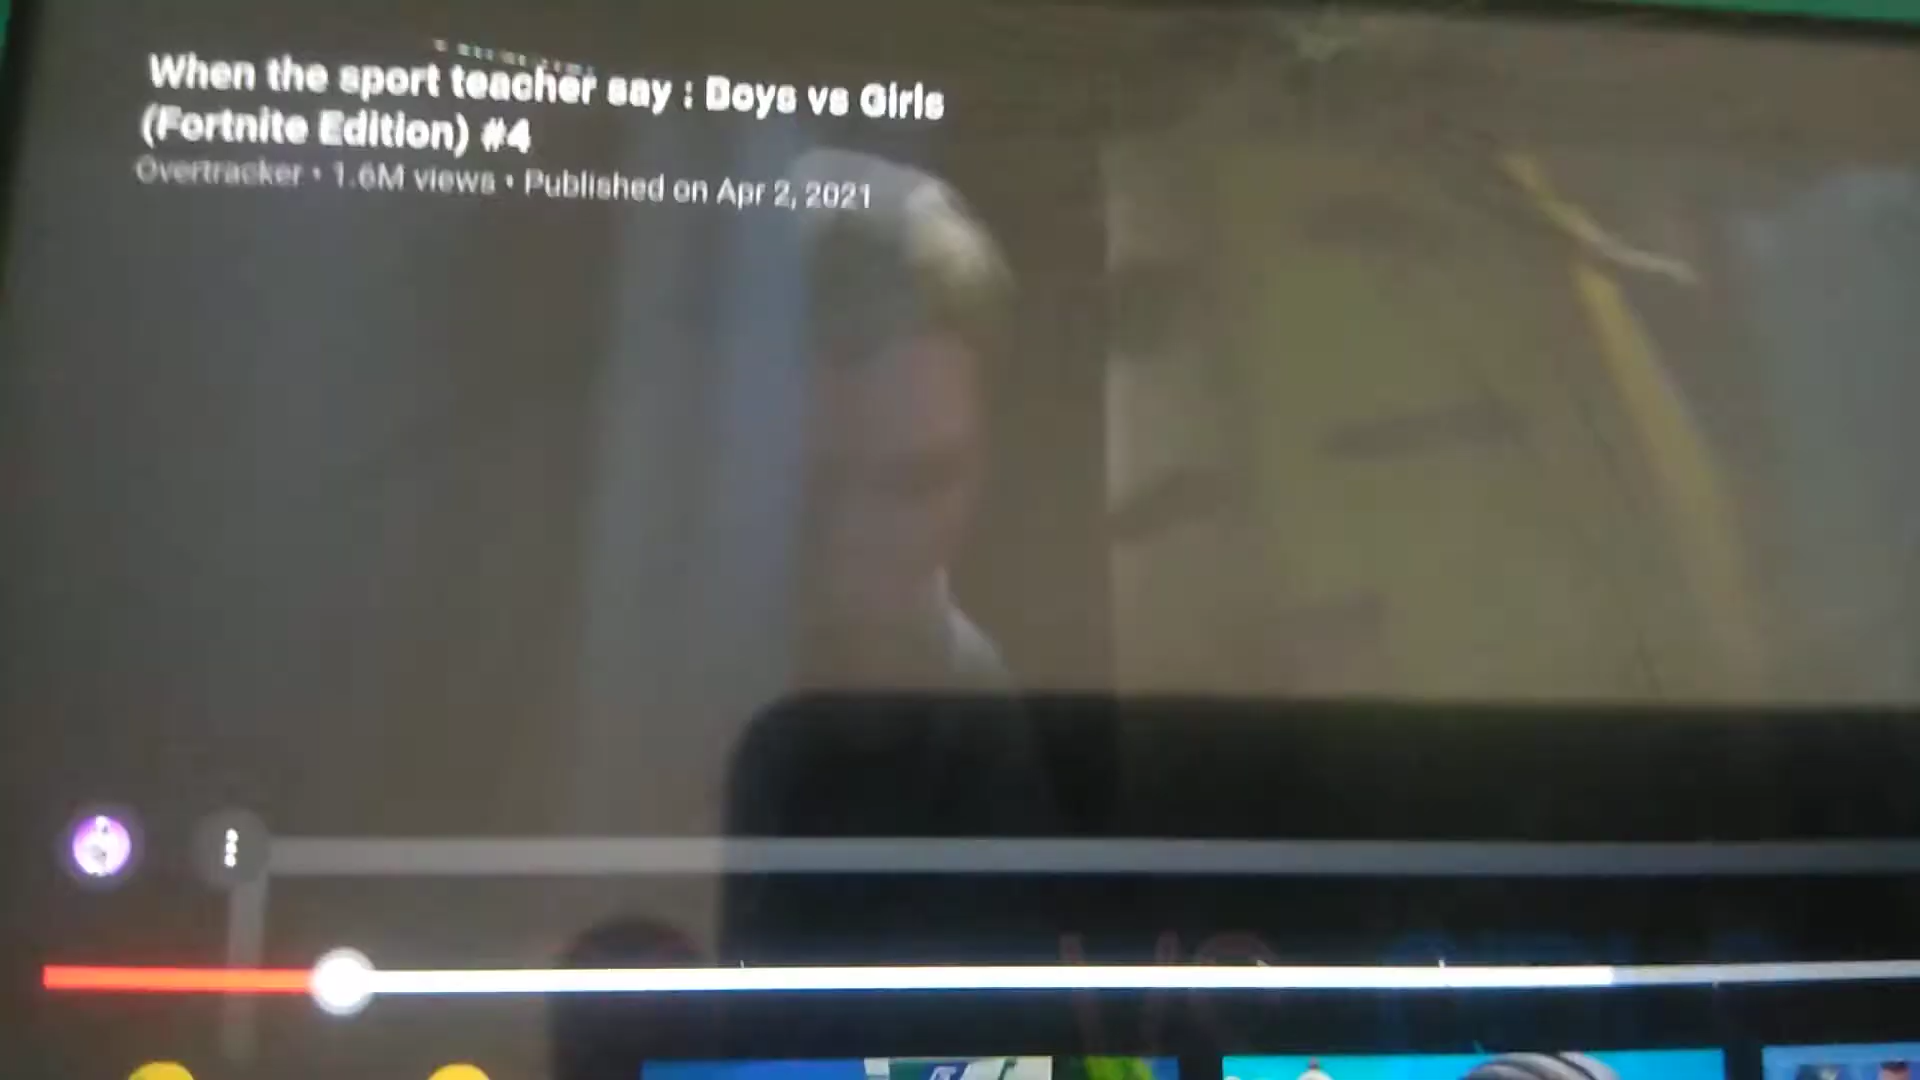 When the sport teacher say : Boys vs Girls
(Fortnite Edition) #4
Overtracker • 1.6M views • Published on Apr 2, 2021